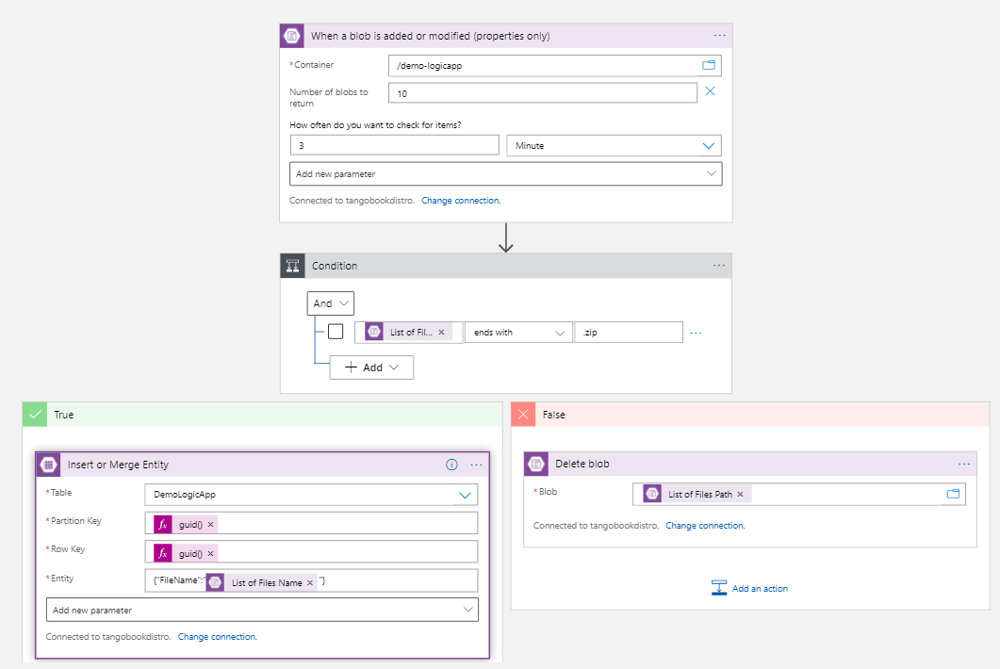 When a blob is added or modified (properties only)
*Container
/demo-logicapp
Number of blobs to
return
10
How often do you want to check for items?
3
Minute
Add new parameter
Connected to tangobookdistro. Change connection.
Condition
And
List of Fil...
ends with
.zip
Add
True
Insert or Merge Entity
*Table
DemoLogicApp
*Partition Key
fx guid()
*Row Key
fx guid()
*Entity
{"FileName":" List of Files Name "}
Add new parameter
Connected to tangobookdistro. Change connection.
False
Delete blob
*Blob
List of Files Path
Connected to tangobookdistro. Change connection.
Add an action